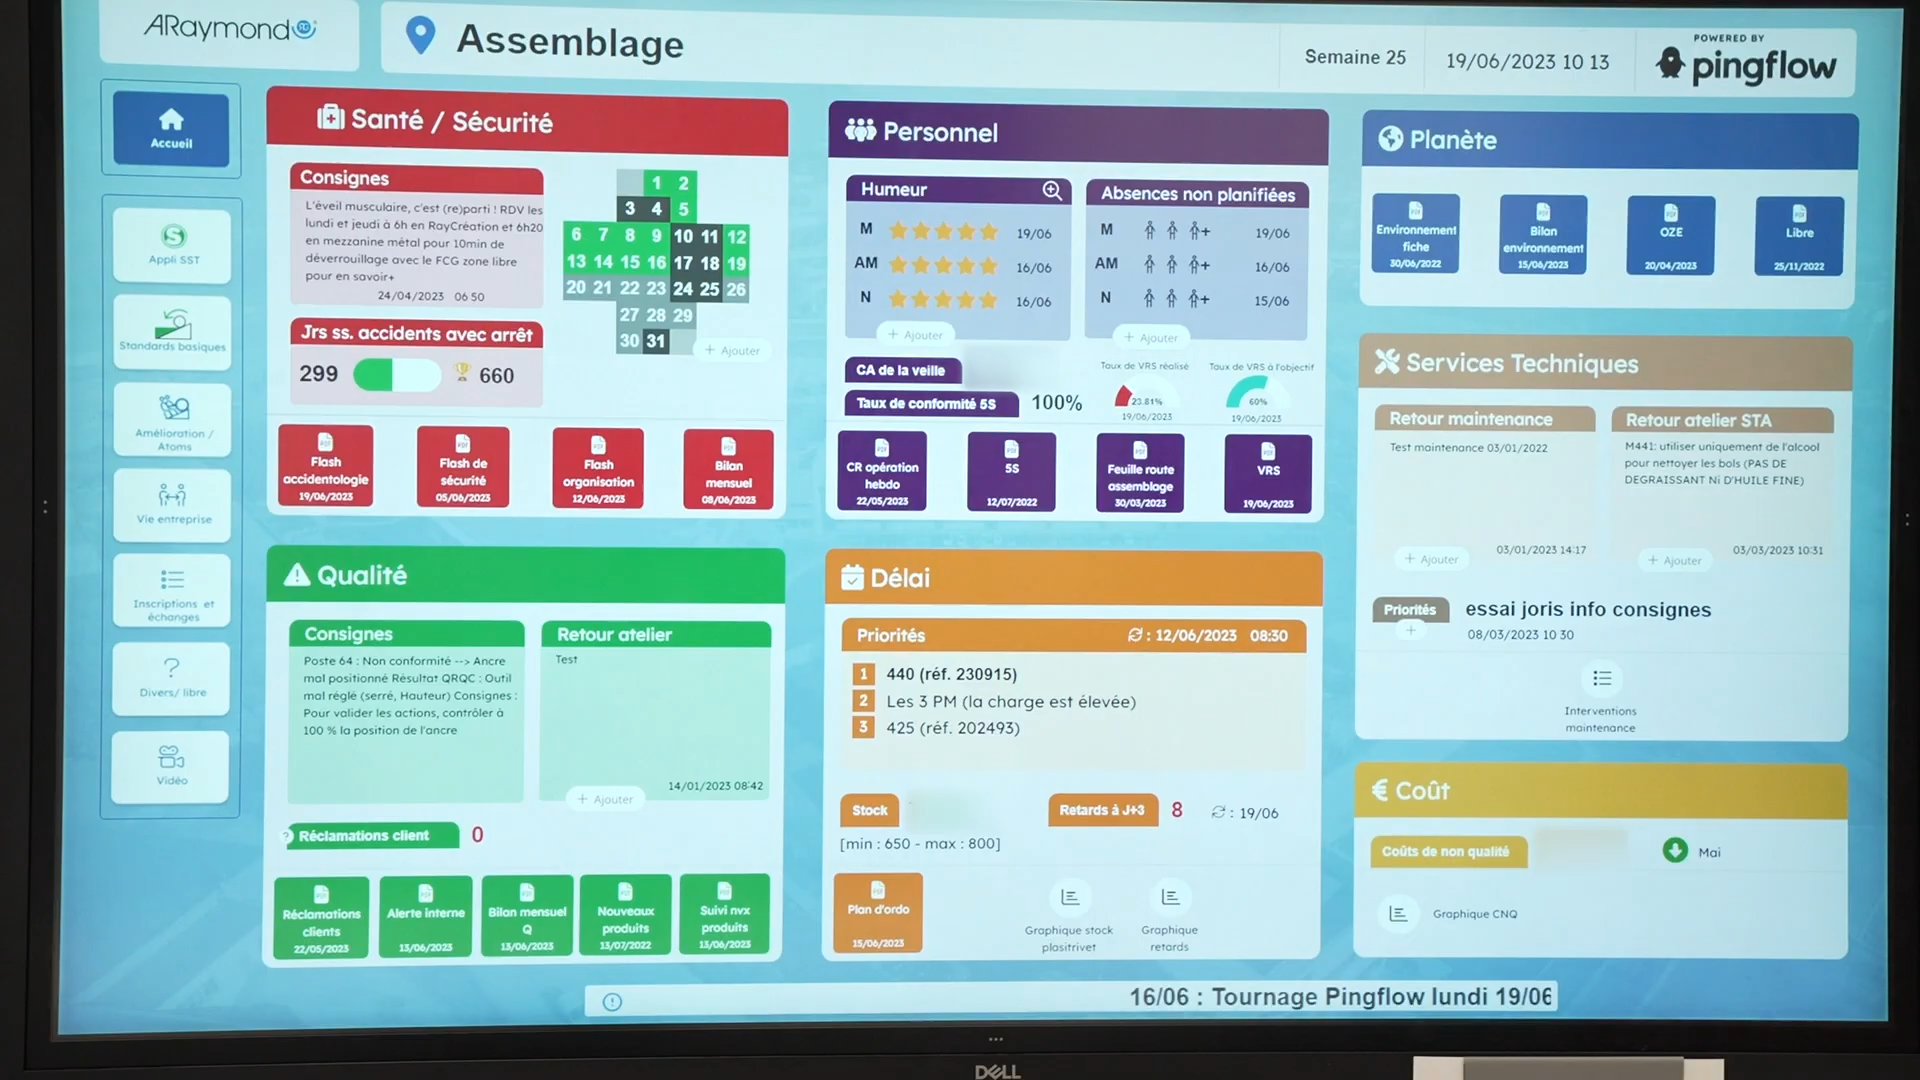 ARaymond
Assemblage
Semaine 25
19/06/2023 10 13
POWERED BY
pingflow
Accueil
Appli SST
Standards basiques
Amélioration /
Atoms
Vie entreprise
Inscriptions et
échanges
Divers/ libre
Vidéo
Santé / Sécurité
Consignes
L'éveil musculaire, c'est (re)parti ! RDV les
lundi et jeudi à 6h en RayCréation et 6h20
en mezzanine métal pour 10min de
déverrouillage avec le FCG zone libre
pour en savoir+
24/04/2023 06 50
1 2
3 4 5
6 7 8 9 10 11 12
13 14 15 16 17 18 19
20 21 22 23 24 25 26
27 28 29
30 31
+ Ajouter
Jrs ss. accidents avec arrêt
299
660
Flash
accidentologie
19/06/2023
Flash de
sécurité
05/06/2023
Flash
organisation
12/06/2023
Bilan
mensuel
08/06/2023
Personnel
Humeur
M 19/06
AM 16/06
N 16/06
+ Ajouter
Absences non planifiées
M + 19/06
AM + 16/06
N + 15/06
+ Ajouter
CA de la veille
Taux de conformité 5S
100%
Taux de VRS réalisé
23.81%
19/06/2023
Taux de VRS à l'objectif
60%
19/06/2023
CR opération
hebdo
22/05/2023
5S
12/07/2022
Feuille route
assemblage
30/03/2023
VRS
19/06/2023
Planète
Environnement
fiche
30/06/2022
Bilan
environnement
15/06/2023
OZE
20/04/2023
Libre
25/11/2022
Services Techniques
Retour maintenance
Test maintenance 03/01/2022
+ Ajouter
03/01/2023 14:17
Retour atelier STA
M441: utiliser uniquement de l'alcool
pour nettoyer les bols (PAS DE
DEGRAISSANT Ni D'HUILE FINE)
+ Ajouter
03/03/2023 10:31
Priorités
+
essai joris info consignes
08/03/2023 10 30
Interventions
maintenance
Qualité
Consignes
Poste 64 : Non conformité --> Ancre
mal positionné Résultat QRQC : Outil
mal réglé (serré, Hauteur) Consignes :
Pour valider les actions, contrôler à
100 % la position de l'ancre
Retour atelier
Test
14/01/2023 08:42
+ Ajouter
? Réclamations client
0
Réclamations
clients
22/05/2023
Alerte interne
13/06/2023
Bilan mensuel
Q
13/06/2023
Nouveaux
produits
13/07/2022
Suivi nvx
produits
13/06/2023
Délai
Priorités
: 12/06/2023 08:30
1 440 (réf. 230915)
2 Les 3 PM (la charge est élevée)
3 425 (réf. 202493)
Stock
[min : 650 - max : 800]
Retards à J+3
8
: 19/06
Plan d'ordo
15/06/2023
Graphique stock
plasitrivet
Graphique
retards
€ Coût
Coûts de non qualité
Mai
Graphique CNQ
16/06 : Tournage Pingflow lundi 19/06
DELL